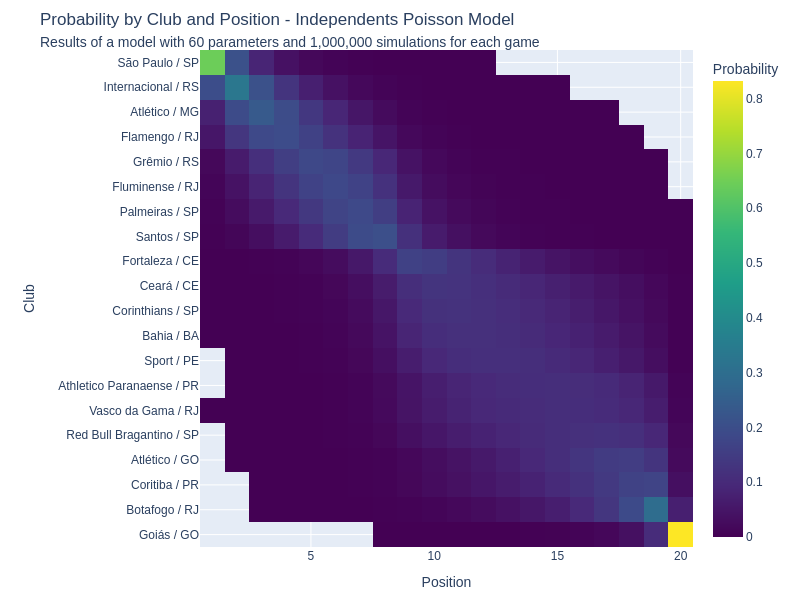 Probability by Club and Position - Independents Poisson Model
Results of a model with 60 parameters and 1,000,000 simulations for each game
Probability
São Paulo / SP
Internacional / RS
Atlético / MG
Flamengo / RJ
Grêmio / RS
Fluminense / RJ
Palmeiras / SP
Santos / SP
Fortaleza / CE
Ceará / CE
Corinthians / SP
Bahia / BA
Sport / PE
Athletico Paranaense / PR
Vasco da Gama / RJ
Red Bull Bragantino / SP
Atlético / GO
Coritiba / PR
Botafogo / RJ
Goiás / GO
Club
5
10
15
20
Position
0.8
0.7
0.6
0.5
0.4
0.3
0.2
0.1
0